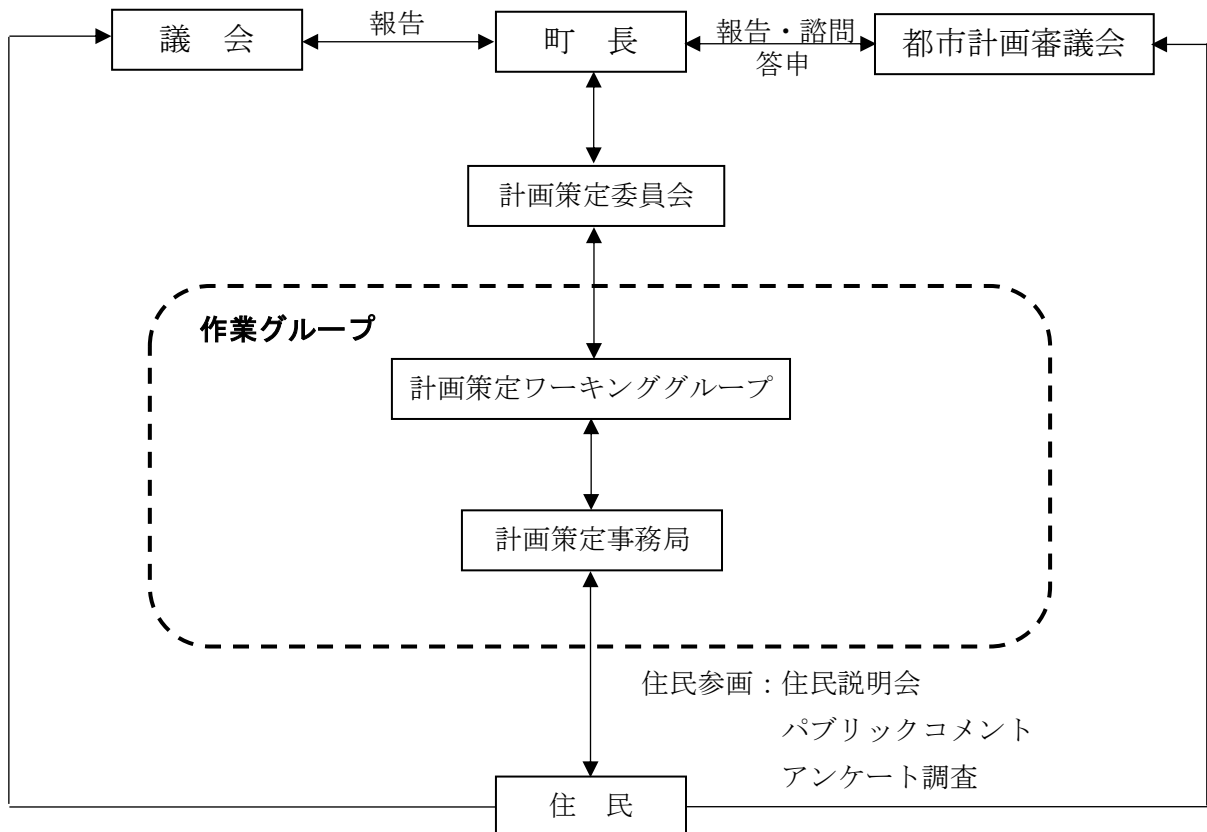 議　会
報告
町　長
報告・諮問
答申
都市計画審議会
計画策定委員会
作業グループ
計画策定ワーキンググループ
計画策定事務局
住民参画：住民説明会
パブリックコメント
アンケート調査
住　民